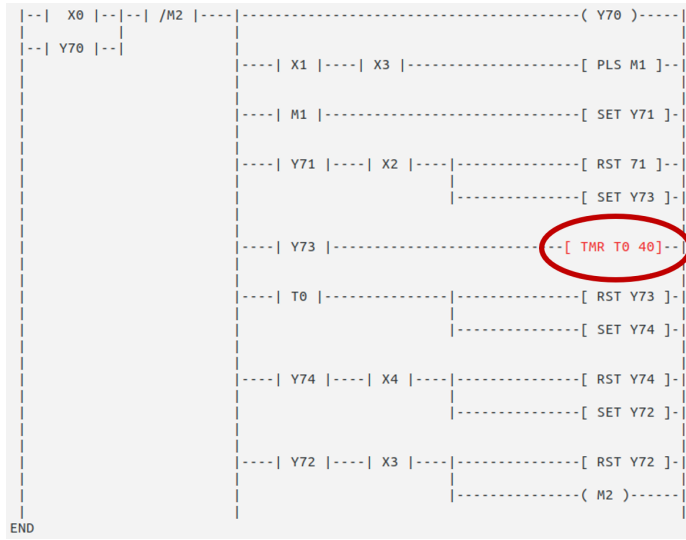 |--| X0 |--|--| /M2 |----|-----------------------------------------( Y70 )-----|
|--| Y70 |--|
|----| X1 |----| X3 |---------------------[ PLS M1 ]--|
|----| M1 |-------------------------------[ SET Y71 ]-|
|----| Y71 |----| X2 |----|---------------[ RST 71 ]--|
|---------------[ SET Y73 ]-|
|----| Y73 |------------------------------[ TMR T0 40]--|
|----| T0 |---------------|---------------[ RST Y73 ]-|
|---------------[ SET Y74 ]-|
|----| Y74 |----| X4 |----|---------------[ RST Y74 ]-|
|---------------[ SET Y72 ]-|
|----| Y72 |----| X3 |----|---------------[ RST Y72 ]-|
|---------------( M2 )------|
END